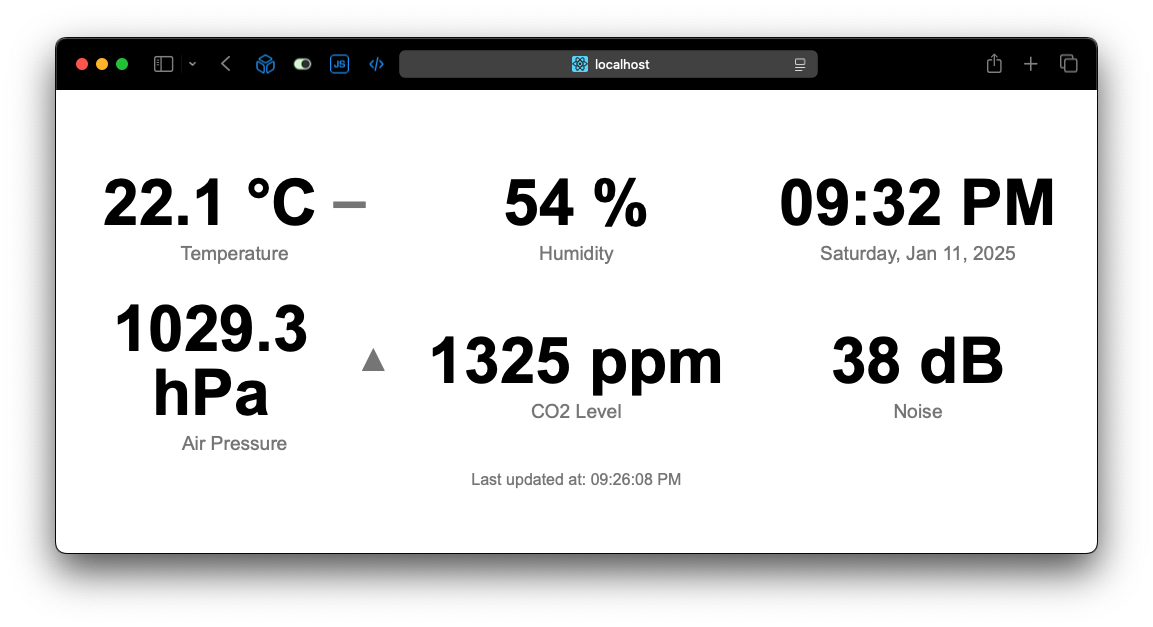 JS
localhost
22.1 °C –
Temperature
54 %
Humidity
09:32 PM
Saturday, Jan 11, 2025
1029.3
hPa
▲
Air Pressure
1325 ppm
CO2 Level
38 dB
Noise
Last updated at: 09:26:08 PM